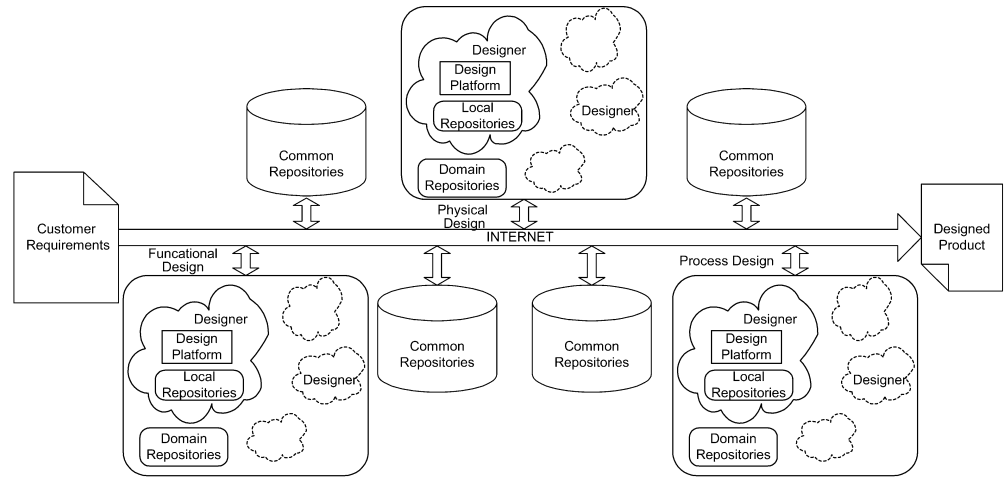 Designer
Design
Platform
Local
Repositories
Designer
Domain
Repositories
Common
Repositories
Common
Repositories
Customer
Requirements
Physical
Design
INTERNET
Designed
Product
Funcational
Design
Process Design
Designer
Design
Platform
Local
Repositories
Designer
Domain
Repositories
Common
Repositories
Common
Repositories
Designer
Design
Platform
Local
Repositories
Designer
Domain
Repositories